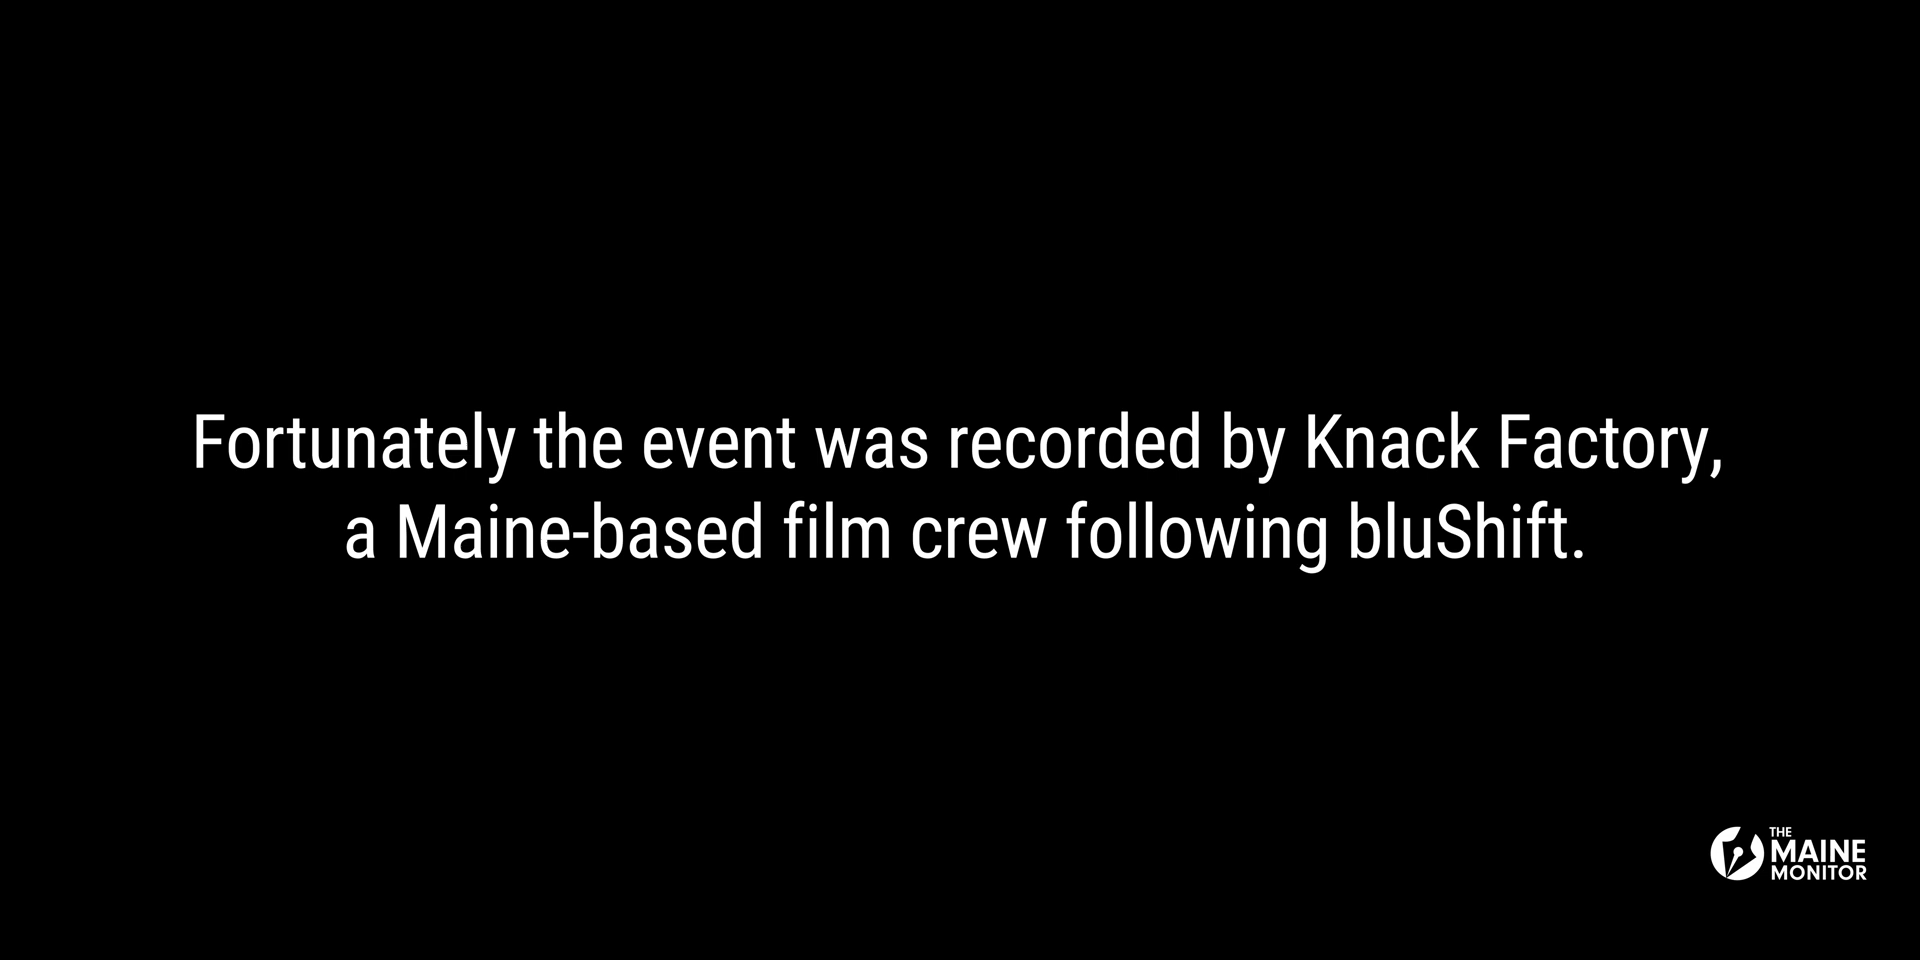 Fortunately the event was recorded by Knack Factory,
a Maine-based film crew following bluShift.
THE
MAINE
MONITOR